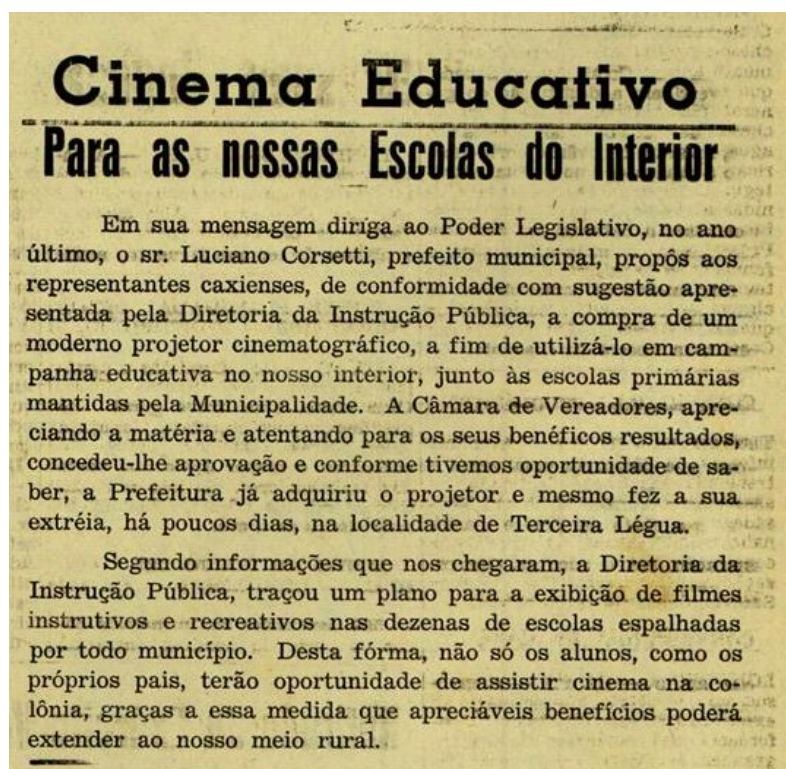 Cinema Educativo
Para as nossas Escolas do Interior
Em sua mensagem diriga ao Poder Legislativo, no ano
último, o sr. Luciano Corsetti, prefeito municipal, propôs aos
representantes caxienses, de conformidade com sugestão apre-
sentada pela Diretoria da Instrução Pública, a compra de um
moderno projetor cinematográfico, a fim de utilizá-lo em cam-
panha educativa no nosso interior, junto às escolas primárias
mantidas pela Municipalidade. A Câmara de Vereadores, apre-
ciando a matéria e atentando para os seus benéficos resultados,
concedeu-lhe aprovação e conforme tivemos oportunidade de sa-
ber, a Prefeitura já adquiriu o projetor e mesmo fez a sua
extréia, há poucos dias, na localidade de Terceira Légua.
Segundo informações que nos chegaram, a Diretoria da
Instrução Pública, traçou um plano para a exibição de filmes
instrutivos e recreativos nas dezenas de escolas espalhadas
por todo município. Desta fórma, não só os alunos, como os
próprios pais, terão oportunidade de assistir cinema na co-
lônia, graças a essa medida que apreciáveis benefícios poderá
extender ao nosso meio rural.